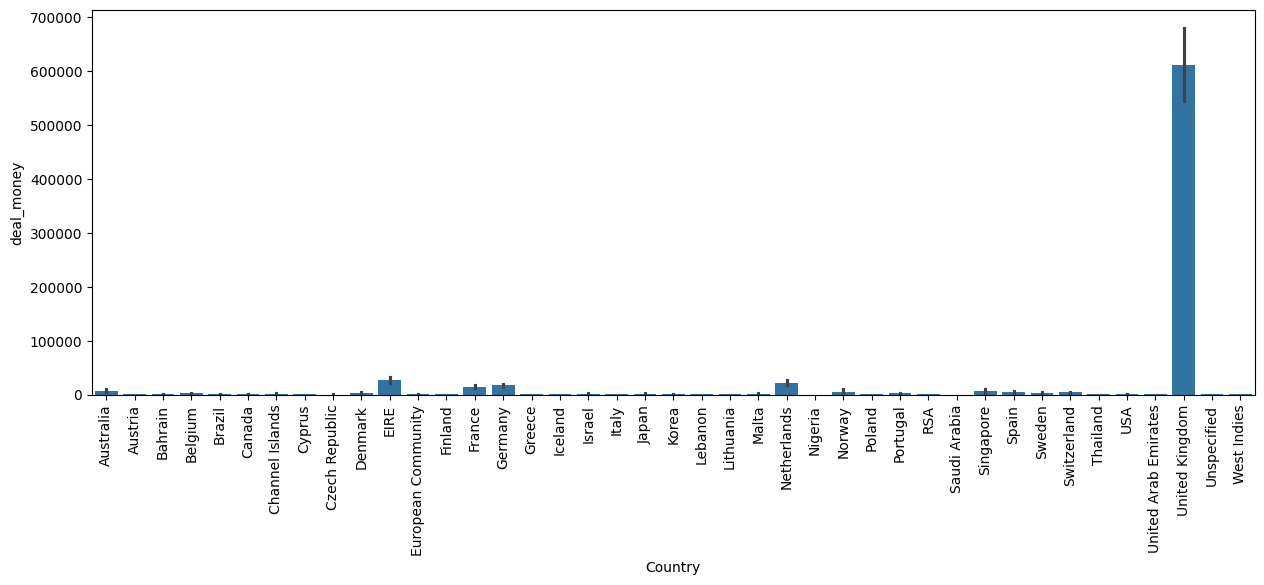 700000
600000
500000
400000
300000
200000
100000
0
deal_money
Australia
Austria
Bahrain
Belgium
Brazil
Canada
Channel Islands
Cyprus
Czech Republic
Denmark
EIRE
European Community
Finland
France
Germany
Greece
Iceland
Israel
Italy
Japan
Korea
Lebanon
Lithuania
Malta
Netherlands
Nigeria
Norway
Poland
Portugal
RSA
Saudi Arabia
Singapore
Spain
Sweden
Switzerland
Thailand
USA
United Arab Emirates
United Kingdom
Unspecified
West Indies
Country